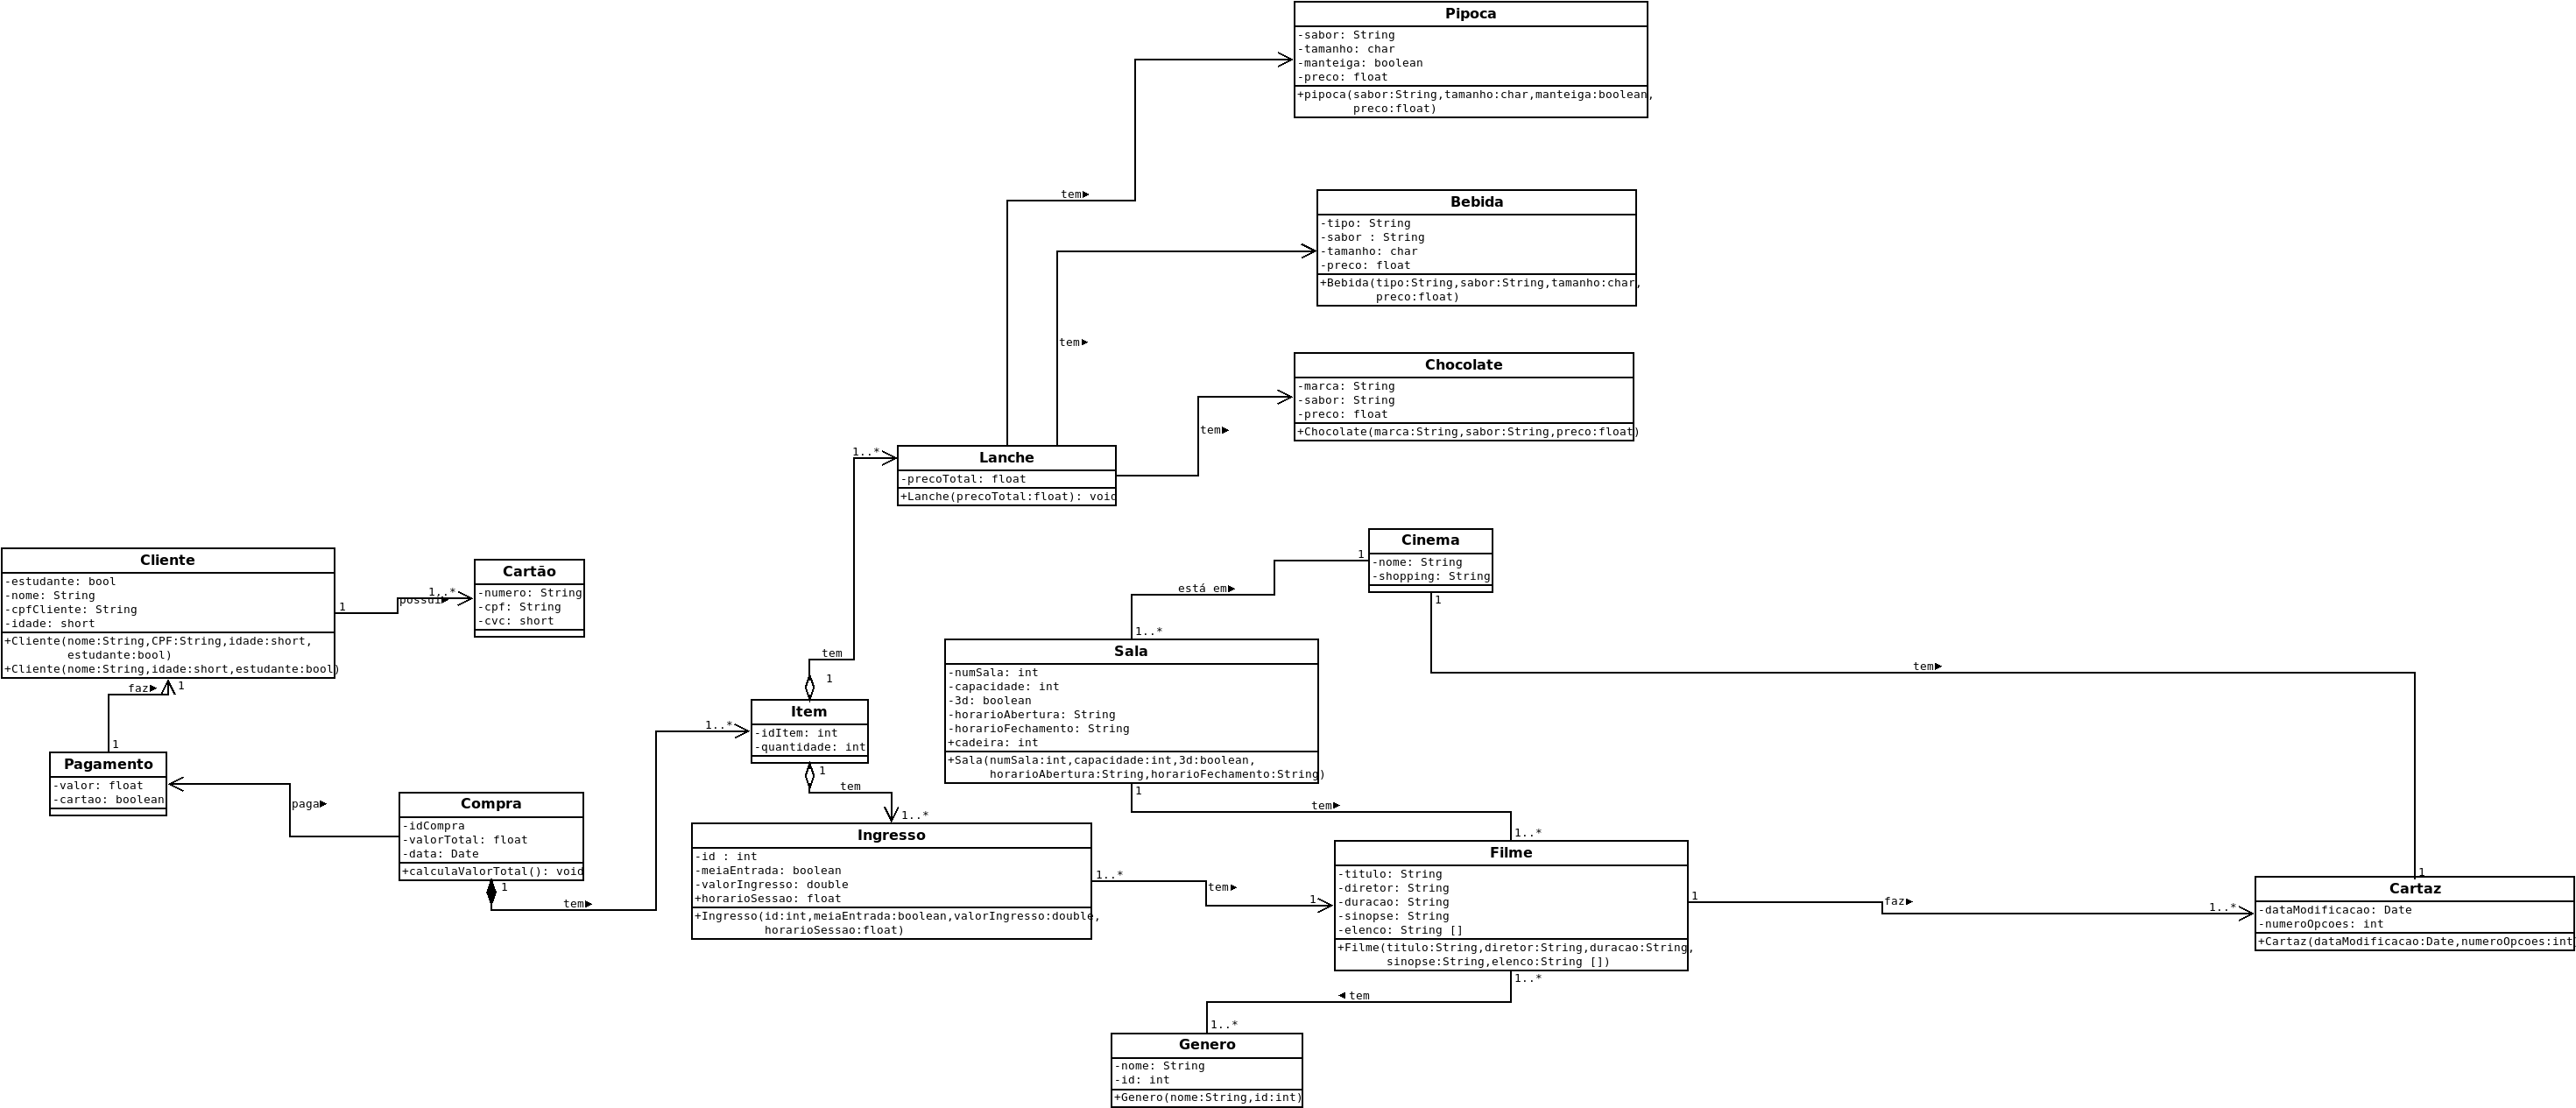 Pipoca
-sabor: String
-tamanho: char
-manteiga: boolean
-preco: float
+pipoca(sabor:String,tamanho:char,manteiga:boolean,
preco:float)
tem►
Bebida
-tipo: String
-sabor : String
-tamanho: char
-preco: float
+Bebida(tipo:String,sabor:String,tamanho:char,
preco:float)
tem►
Chocolate
-marca: String
-sabor: String
-preco: float
+Chocolate(marca:String,sabor:String,preco:float)
tem►
1..*
Lanche
-precoTotal: float
+Lanche(precoTotal:float): void
Cinema
-nome: String
-shopping: String
1
1
está em►
1..*
tem►
Cliente
-estudante: bool
-nome: String
-cpfCliente: String
-idade: short
+Cliente(nome:String,CPF:String,idade:short,
estudante:bool)
+Cliente(nome:String,idade:short,estudante:bool)
1
possui►
1..*
Cartão
-numero: String
-cpf: String
-cvc: short
faz►
1
1
tem
1
Item
-idItem: int
-quantidade: int
1..*
1
tem
1..*
Sala
-numSala: int
-capacidade: int
-3d: boolean
-horarioAbertura: String
-horarioFechamento: String
+cadeira: int
+Sala(numSala:int,capacidade:int,3d:boolean,
horarioAbertura:String,horarioFechamento:String)
1
tem►
1..*
Pagamento
-valor: float
-cartao: boolean
paga►
Compra
-idCompra
-valorTotal: float
-data: Date
+calculaValorTotal(): void
1
tem►
Ingresso
-id : int
-meiaEntrada: boolean
-valorIngresso: double
+horarioSessao: float
+Ingresso(id:int,meiaEntrada:boolean,valorIngresso:double,
horarioSessao:float)
1..*
tem►
1
Filme
-titulo: String
-diretor: String
-duracao: String
-sinopse: String
-elenco: String []
+Filme(titulo:String,diretor:String,duracao:String,
sinopse:String,elenco:String [])
1
faz►
1..*
1
Cartaz
-dataModificacao: Date
-numeroOpcoes: int
+Cartaz(dataModificacao:Date,numeroOpcoes:int
1..*
◄tem
1..*
Genero
-nome: String
-id: int
+Genero(nome:String,id:int)